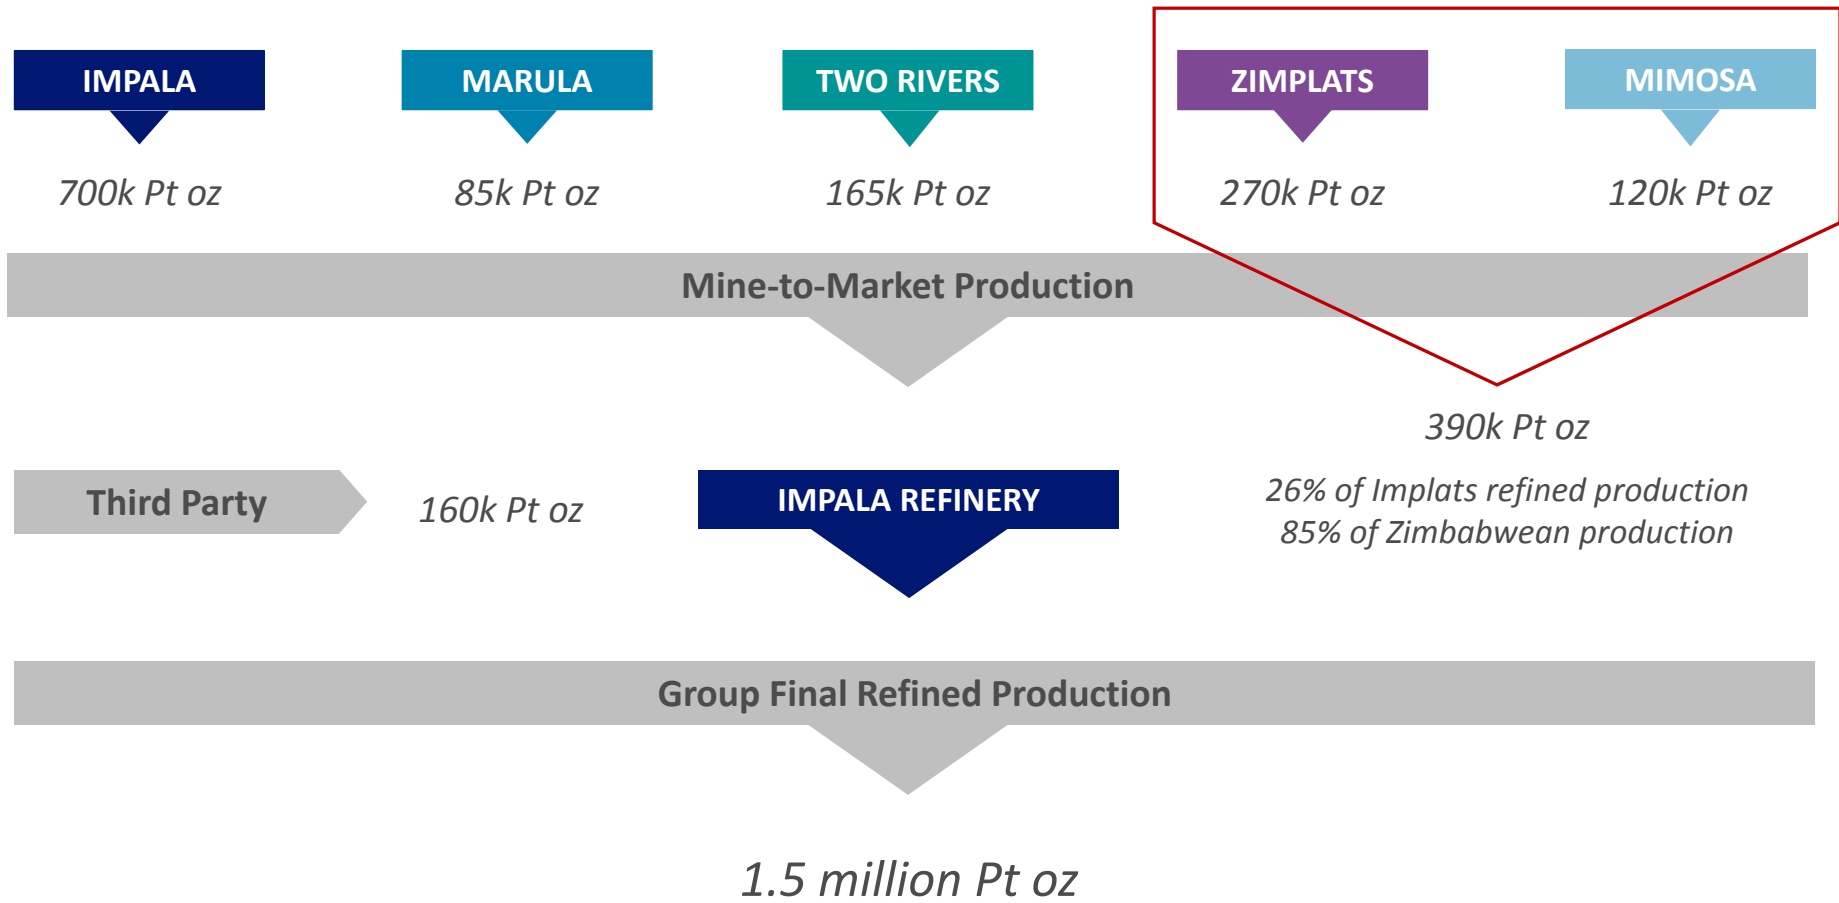 IMPALA
MARULA
TWO RIVERS
ZIMPLATS
MIMOSA
700k Pt oz
85k Pt oz
165k Pt oz
270k Pt oz
120k Pt oz
Mine-to-Market Production
390k Pt oz
Third Party
160k Pt oz
IMPALA REFINERY
26% of Implats refined production
85% of Zimbabwean production
Group Final Refined Production
1.5 million Pt oz